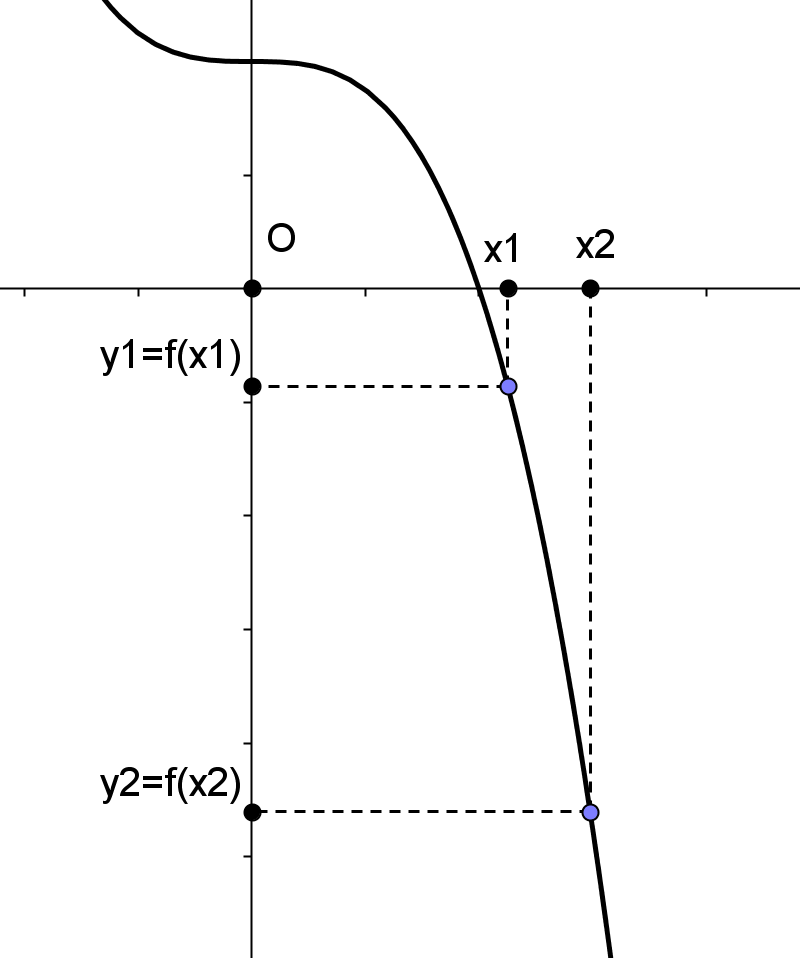 O
x1 x2
y1=f(x1)
y2=f(x2)